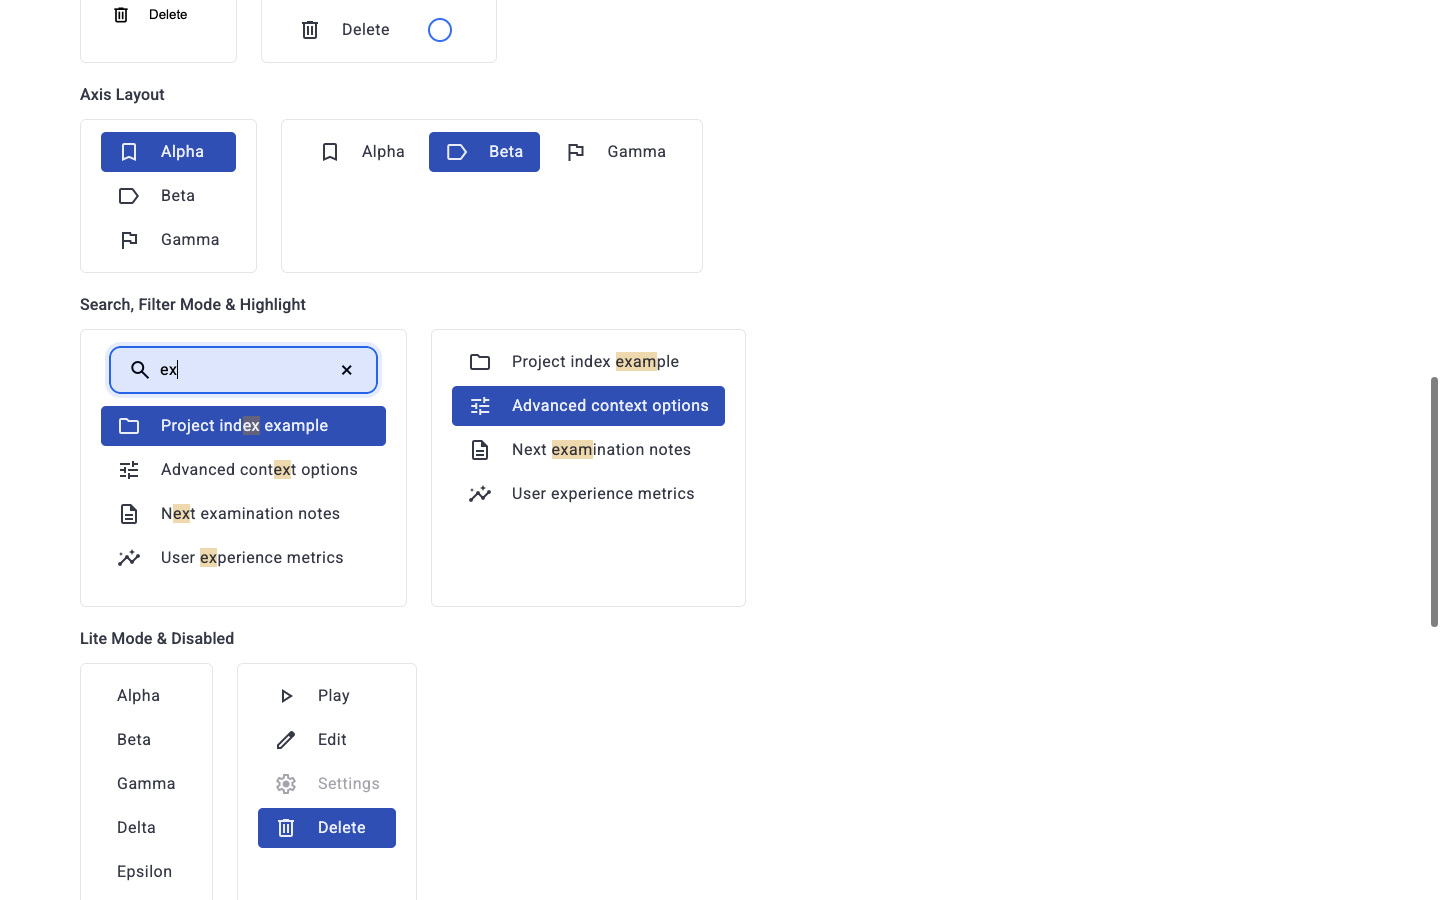 Delete
Delete
Axis Layout
Alpha
Beta
Gamma
Alpha
Beta
Gamma
Search, Filter Mode & Highlight
ex
Project index example
Advanced context options
Next examination notes
User experience metrics
Project index example
Advanced context options
Next examination notes
User experience metrics
Lite Mode & Disabled
Alpha
Beta
Gamma
Delta
Epsilon
Play
Edit
Settings
Delete